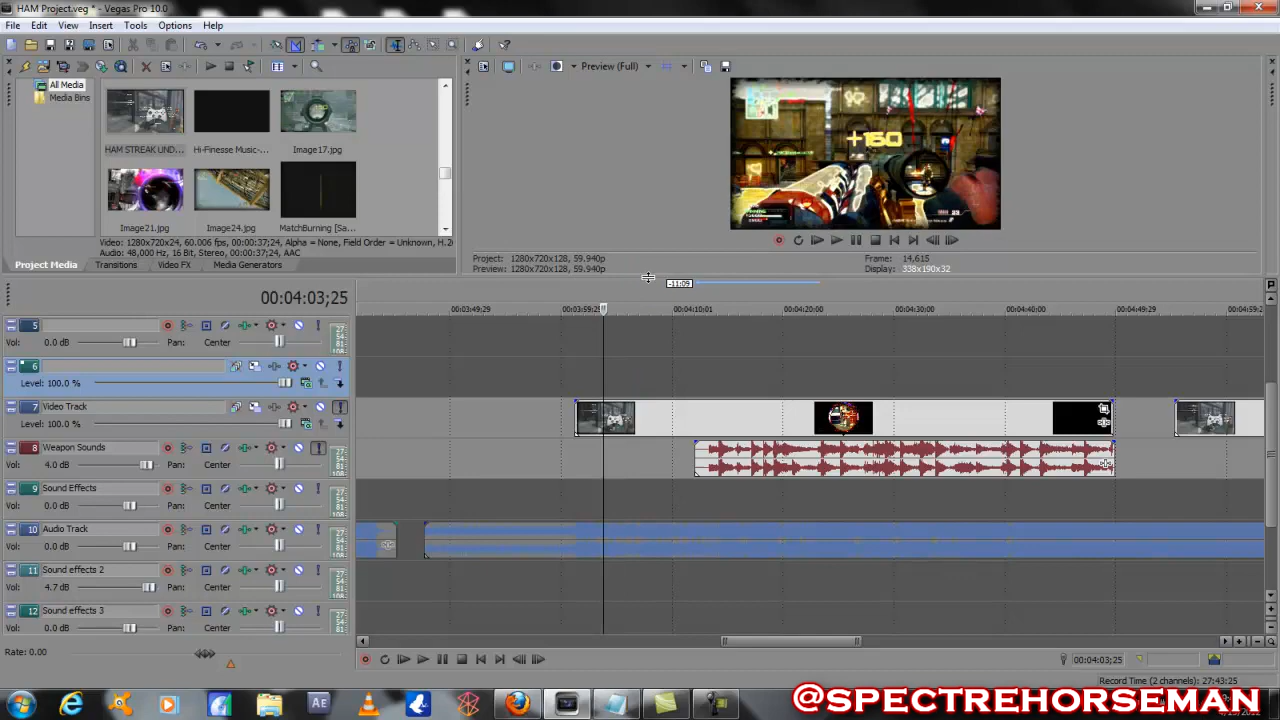 HAM Project.veg * - Vegas Pro 10.0
File Edit View Insert Tools Options Help
Preview (Full)
All Media
Media Bins
HAM STREAK UND...
Hi-Finesse Music-...
Image17.jpg
Image21.jpg
Image24.jpg
MatchBurning [Sa...
+160
Video: 1280x720x24, 60.006 fps, 00:00:37;24, Alpha = None, Field Order = Unknown, H.2
Audio: 48,000 Hz, 16 Bit, Stereo, 00:00:37;24, AAC
Project Media Transitions Video FX Media Generators
Project: 1280x720x128, 59.940p
Preview: 1280x720x128, 59.940p
Frame: 14,615
Display: 338x190x32
-11:09
00:04:03;25
00:03:49;29 00:03:59;29 00:04:10;01 00:04:20;00 00:04:30;00 00:04:40;00 00:04:49;29 00:04:59;2
5
Vol: 0.0 dB Pan: Center
6
Level: 100.0 %
7 Video Track
Level: 100.0 %
8 Weapon Sounds
Vol: 4.0 dB Pan: Center
9 Sound Effects
Vol: 0.0 dB Pan: Center
10 Audio Track
Vol: 0.0 dB Pan: Center
11 Sound effects 2
Vol: 4.7 dB Pan: Center
12 Sound effects 3
Vol: 0.0 dB Pan: Center
Rate: 0.00
00:04:03;25
Record Time (2 channels): 27:43:25
Ae
@SPECTREHORSEMAN